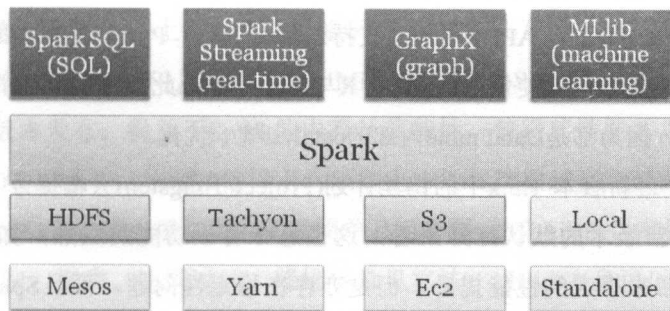 Spark SQL
(SQL)
Spark
Streaming
(real-time)
GraphX
(graph)
MLlib
(machine
learning)
Spark
HDFS
Tachyon
S3
Local
Mesos
Yarn
Ec2
Standalone